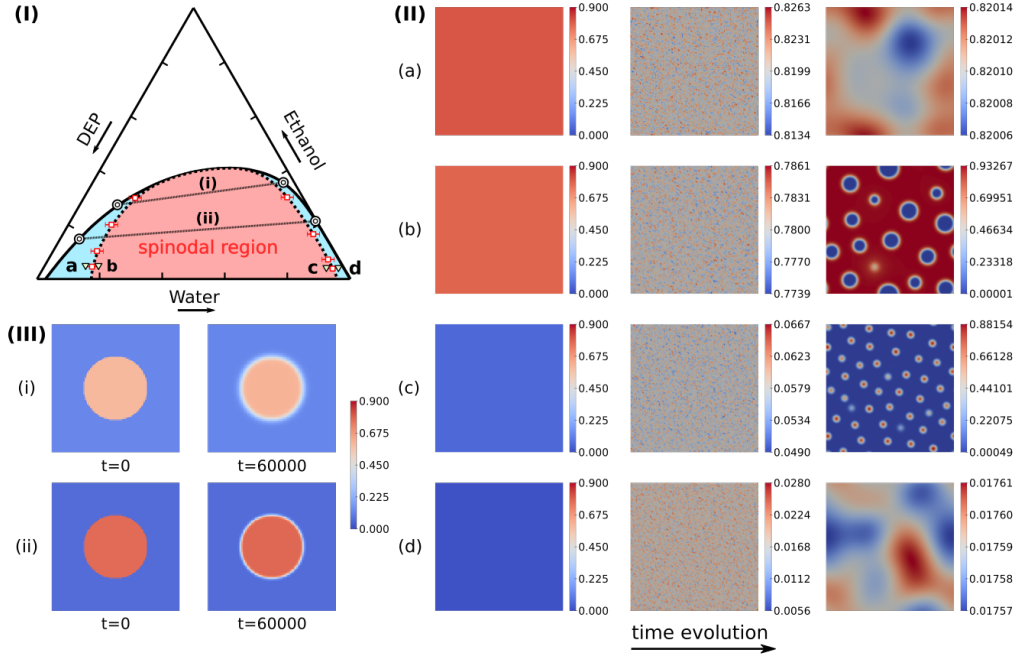 (I)
DEP
Ethanol
(i)
(ii)
spinodal region
a b c d
Water
(II)
(a)
0.900 0.675 0.450 0.225 0.000
0.8263 0.8231 0.8199 0.8166 0.8134
0.82014 0.82012 0.82010 0.82008 0.82006
(b)
0.900 0.675 0.450 0.225 0.000
0.7861 0.7831 0.7800 0.7770 0.7739
0.93267 0.69951 0.46634 0.23318 0.00001
(c)
0.900 0.675 0.450 0.225 0.000
0.0667 0.0623 0.0579 0.0534 0.0490
0.88154 0.66128 0.44101 0.22075 0.00049
(d)
0.900 0.675 0.450 0.225 0.000
0.0280 0.0224 0.0168 0.0112 0.0056
0.01761 0.01760 0.01759 0.01758 0.01757
time evolution
(III)
(i)
t=0 t=60000
0.900
0.675
0.450
0.225
0.000
(ii)
t=0 t=60000